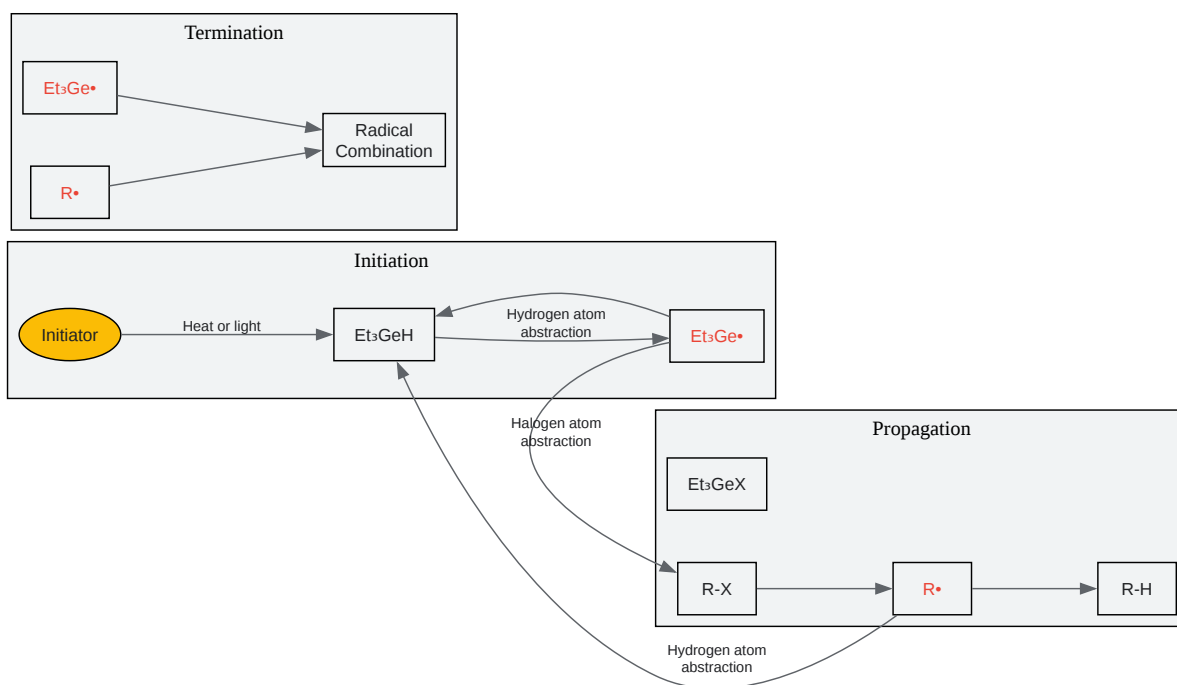 Termination
Et₃Ge•
Radical
Combination
R•
Initiation
Initiator
Heat or light
Et₃GeH
Hydrogen atom
abstraction
Et₃Ge•
Halogen atom
abstraction
Propagation
Et₃GeX
R-X
R•
R-H
Hydrogen atom
abstraction